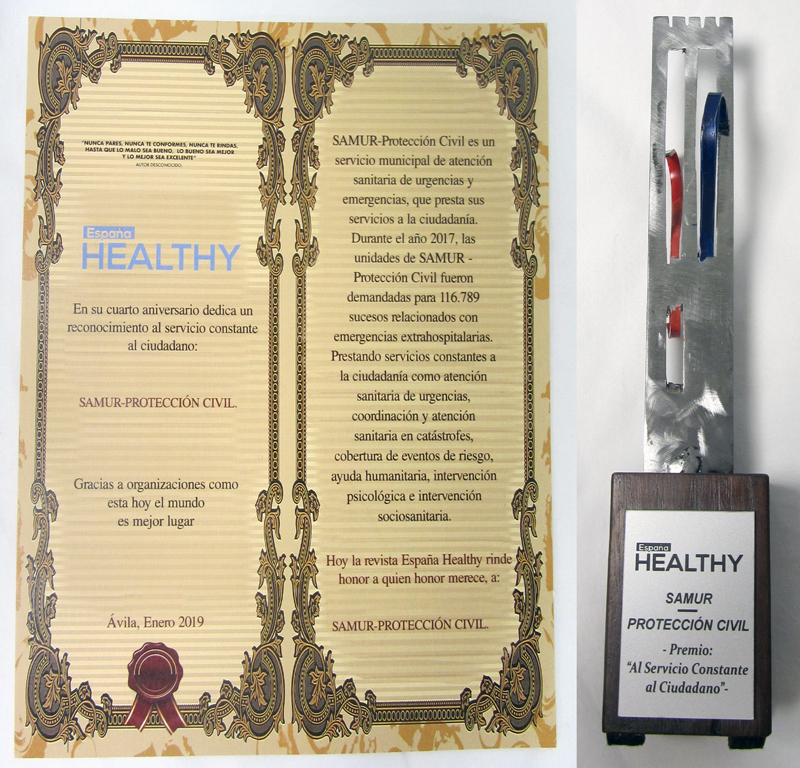 "NUNCA PARES, NUNCA TE CONFORMES, NUNCA TE RINDAS,
HASTA QUE LO MALO SEA BUENO, LO BUENO SEA MEJOR
Y LO MEJOR SEA EXCELENTE"
AUTOR DESCONOCIDO.
España
HEALTHY
En su cuarto aniversario dedica un
reconocimiento al servicio constante
al ciudadano:
SAMUR-PROTECCIÓN CIVIL.
Gracias a organizaciones como
esta hoy el mundo
es mejor lugar
Ávila, Enero 2019
SAMUR-Protección Civil es un
servicio municipal de atención
sanitaria de urgencias y
emergencias, que presta sus
servicios a la ciudadanía.
Durante el año 2017, las
unidades de SAMUR -
Protección Civil fueron
demandadas para 116.789
sucesos relacionados con
emergencias extrahospitalarias.
Prestando servicios constantes a
la ciudadanía como atención
sanitaria de urgencias,
coordinación y atención
sanitaria en catástrofes,
cobertura de eventos de riesgo,
ayuda humanitaria, intervención
psicológica e intervención
sociosanitaria.
Hoy la revista España Healthy rinde
honor a quien honor merece, a:
SAMUR-PROTECCIÓN CIVIL.
España
HEALTHY
SAMUR
PROTECCIÓN CIVIL
- Premio:
"Al Servicio Constante
al Ciudadano"-